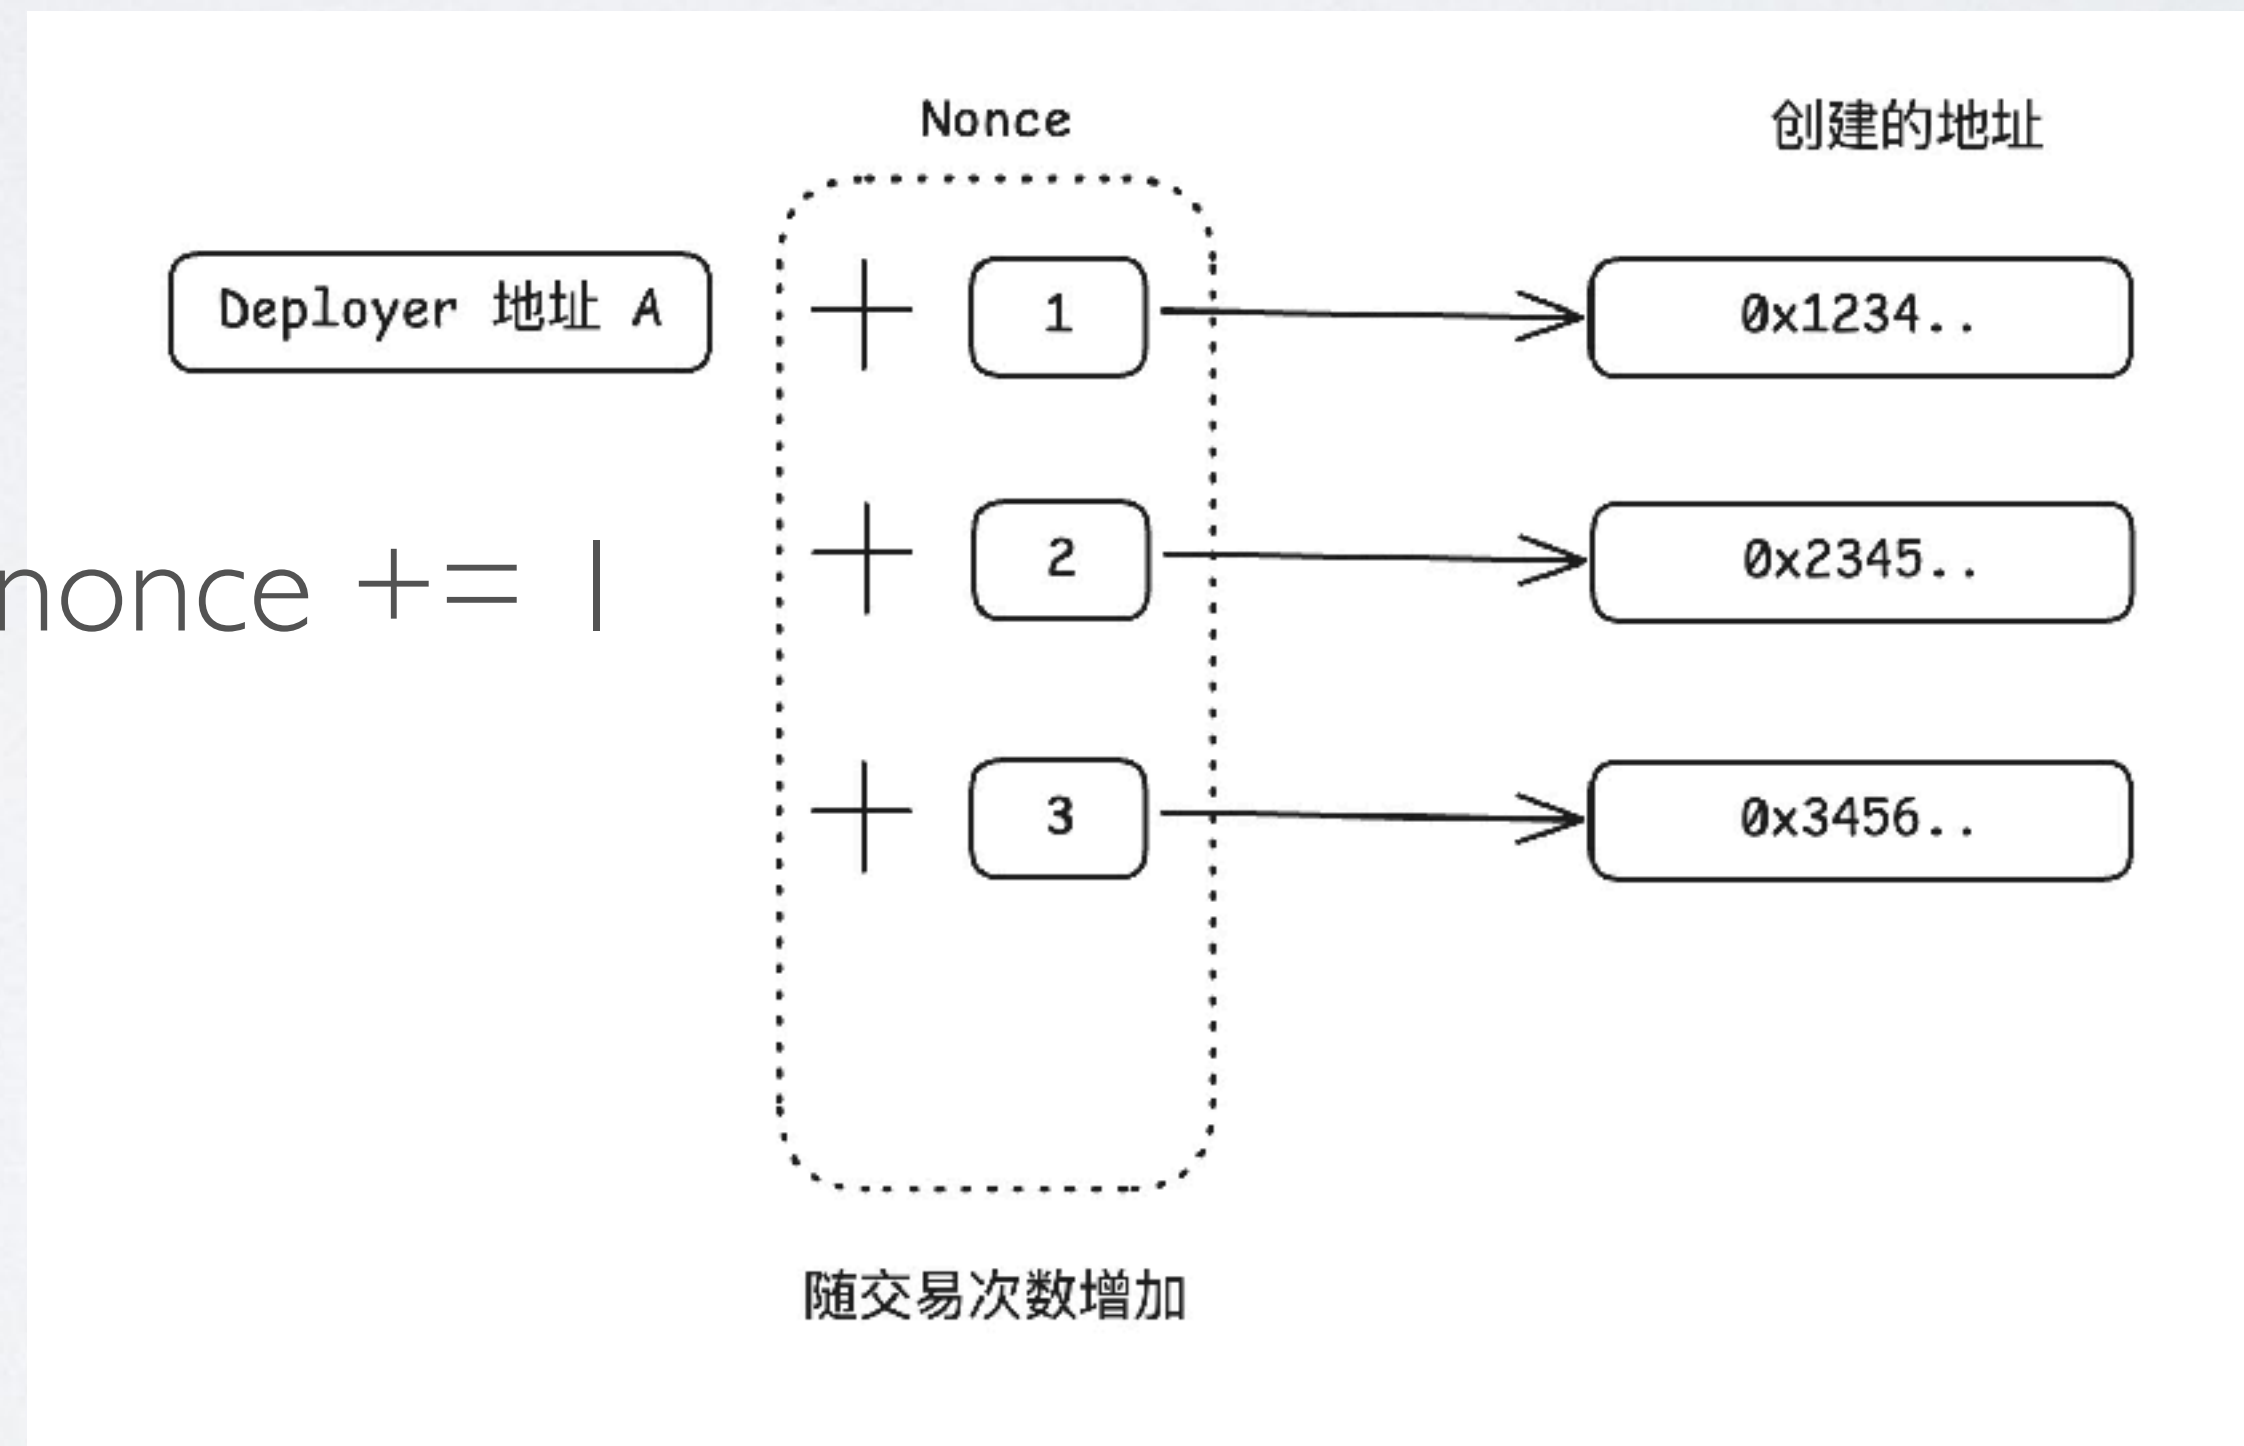 Nonce
创建的地址
Deployer 地址 A
1
0x1234..
nonce += 1
2
0x2345..
3
0x3456..
随交易次数增加